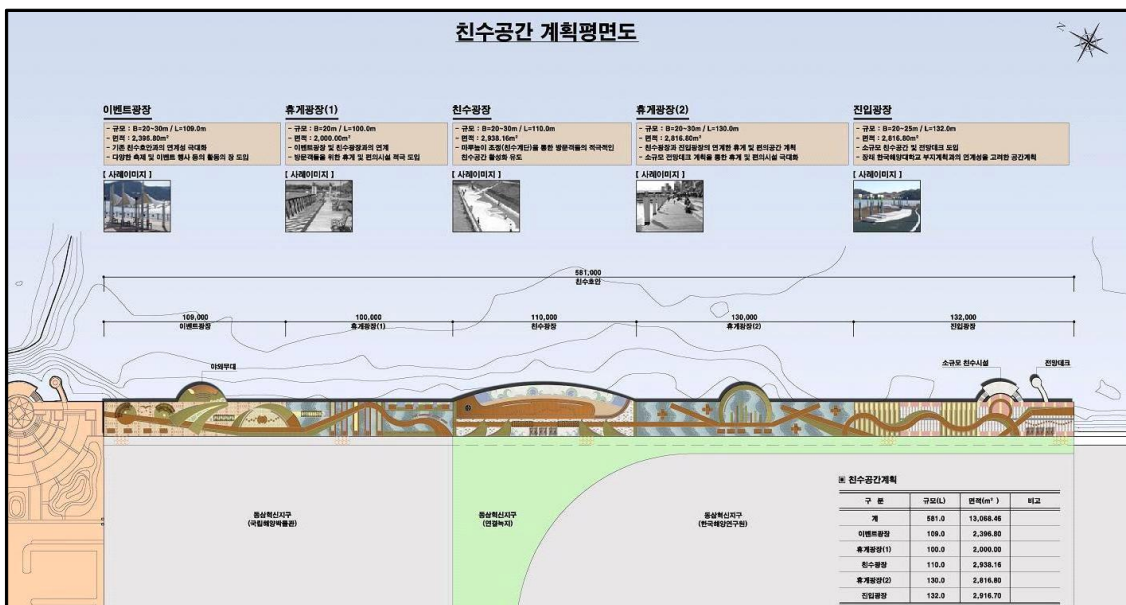 친수공간 계획평면도
N
이벤트광장
- 규모 : B=20~30m / L=109.0m
- 면적 : 2,396.80m²
- 기존 친수호안과의 연계성 극대화
- 다양한 축제 및 이벤트 행사 등의 활동의 장 도입
[ 사례이미지 ]
휴게광장(1)
- 규모 : B=20m / L=100.0m
- 면적 : 2,000.00m²
- 이벤트광장 및 친수광장과의 연계
- 방문객들을 위한 휴게 및 편의시설 적극 도입
[ 사례이미지 ]
친수광장
- 규모 : B=20~30m / L=110.0m
- 면적 : 2,938.16m²
- 마루높이 조정(친수계단)을 통한 방문객들의 적극적인
친수공간 활성화 유도
[ 사례이미지 ]
휴게광장(2)
- 규모 : B=20~30m / L=130.0m
- 면적 : 2,816.80m²
- 친수광장과 진입광장의 연계한 휴게 및 편의공간 계획
- 소규모 전망데크 계획을 통한 휴게 및 편의시설 극대화
[ 사례이미지 ]
진입광장
- 규모 : B=20~25m / L=132.0m
- 면적 : 2,816.80m²
- 소규모 친수공간 및 전망데크 도입
- 장래 한국해양대학교 부지계획과의 연계성을 고려한 공간계획
[ 사례이미지 ]
581,000
친수호안
109,000
이벤트광장
100,000
휴게광장(1)
110,000
친수광장
130,000
휴게광장(2)
132,000
진입광장
야외무대
소규모 친수시설
전망데크
동삼혁신지구
(국립해양박물관)
동삼혁신지구
(연결녹지)
동삼혁신지구
(한국해양연구원)
▣ 친수공간계획
구 분 규모(L) 면적(m²) 비고
계 581.0 13,068.46
이벤트광장 109.0 2,396.80
휴게광장(1) 100.0 2,000.00
친수광장 110.0 2,938.16
휴게광장(2) 130.0 2,816.80
진입광장 132.0 2,916.70